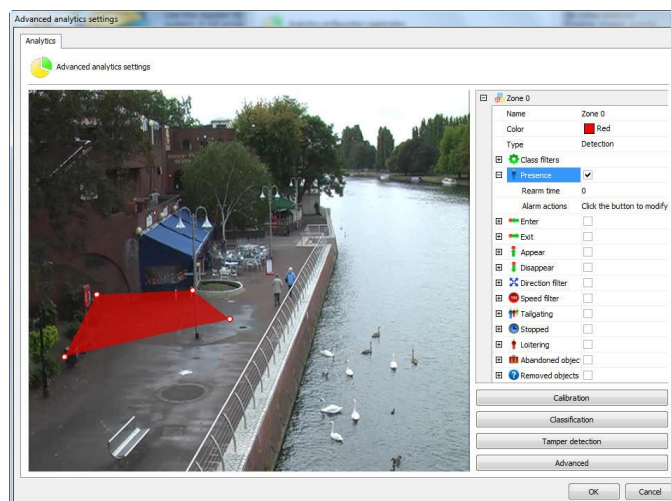 Advanced analytics settings
Analytics
Advanced analytics settings
Zone 0
Name Zone 0
Color Red
Type Detection
Class filters
Presence
Rearm time 0
Alarm actions Click the button to modify
Enter
Exit
Appear
Disappear
Direction filter
Speed filter
Tailgating
Stopped
Loitering
Abandoned objec
Removed objects
Calibration
Classification
Tamper detection
Advanced
OK Cancel